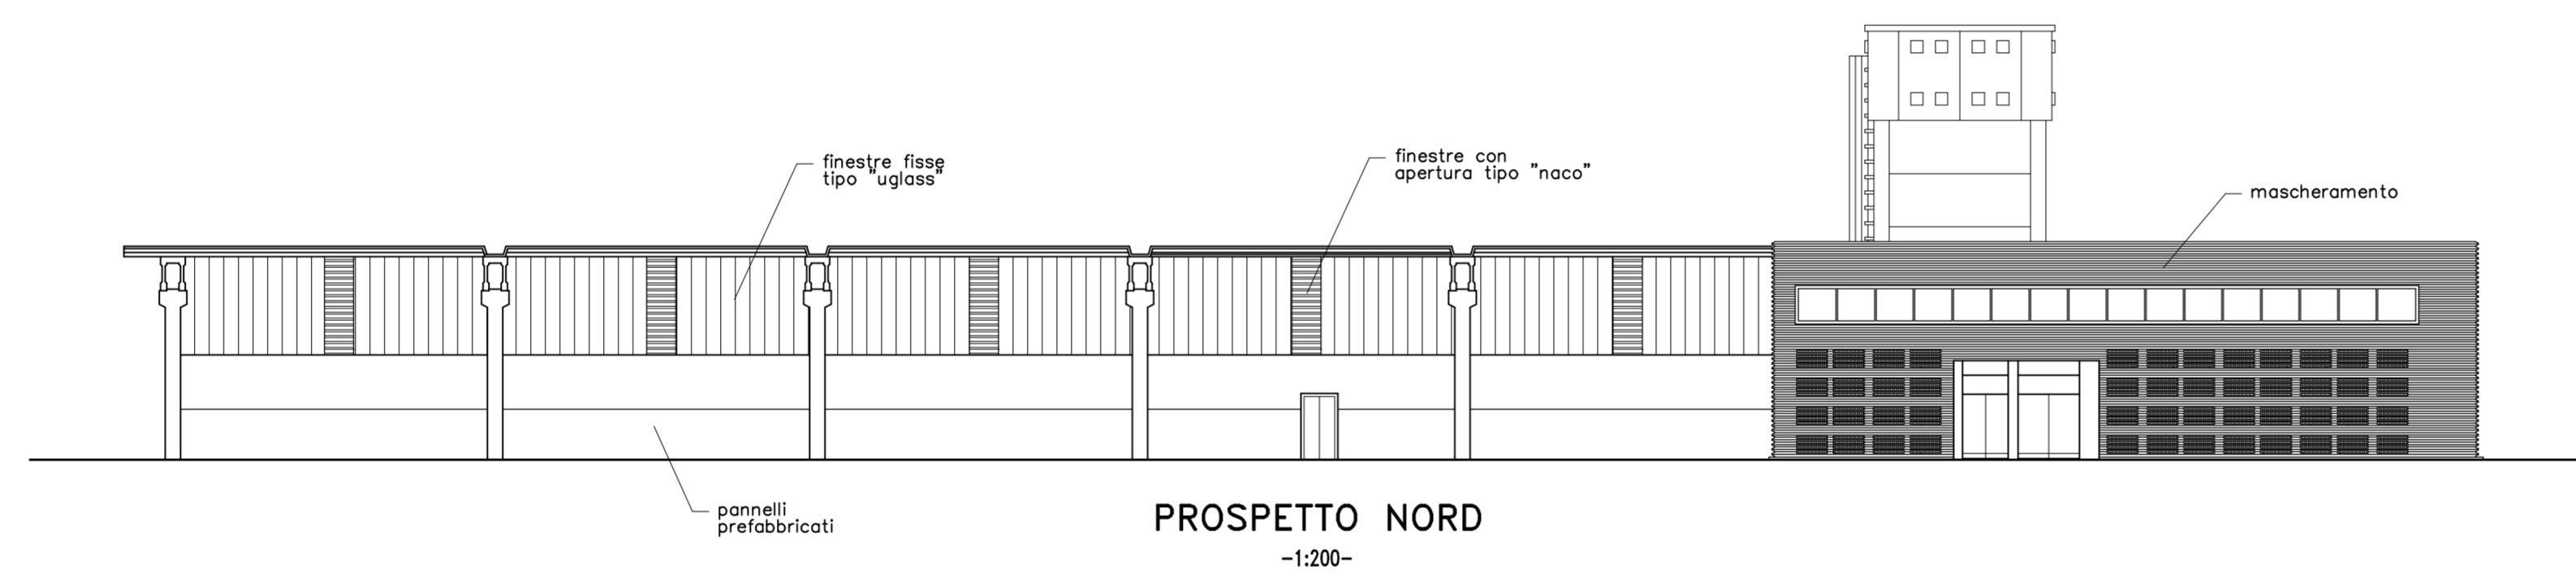 finestre fisse
tipo "uglass"
finestre con
apertura tipo "naco"
mascheramento
pannelli
prefabbricati
PROSPETTO NORD
-1:200-